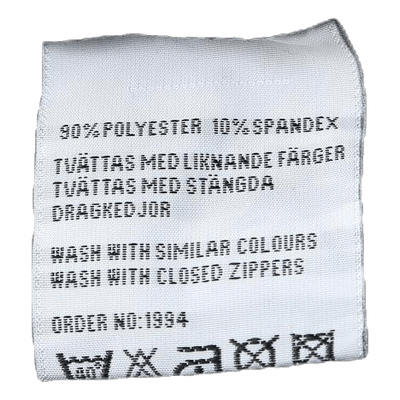 90% POLYESTER 10% SPANDEX
TVÄTTAS MED LIKNANDE FÄRGER
TVÄTTAS MED STÄNGDA
DRAGKEDJOR
WASH WITH SIMILAR COLOURS
WASH WITH CLOSED ZIPPERS
ORDER NO:1994
40°